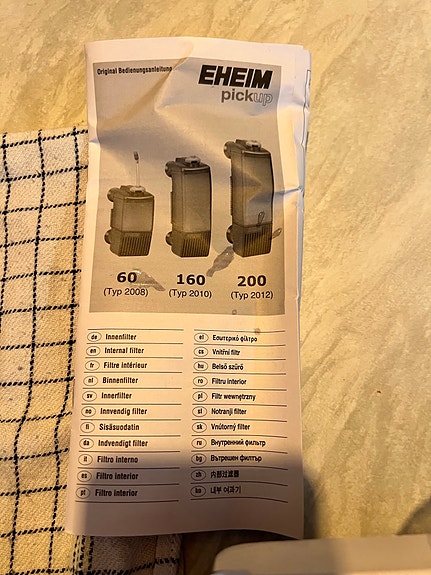 Original Bedienungsanleitung
EHEIM
pickup
60 160 200
(Typ 2008) (Typ 2010) (Typ 2012)
de Innenfilter
en Internal filter
fr Filtre intérieur
nl Binnenfilter
sv Innerfilter
no Innvendig filter
fi Sisäsuodatin
da Indvendigt filter
it Filtro interno
es Filtro interior
pt Filtro interior
el Εσωτερικό φίλτρο
cs Vnitřní filtr
hu Belső szűrő
ro Filtru interior
pl Filtr wewnętrzny
sl Notranji filter
sk Vnútorný filter
ru Внутренний фильтр
bg Вътрешен филтър
zh 内部过滤器
ko 내부 여과기